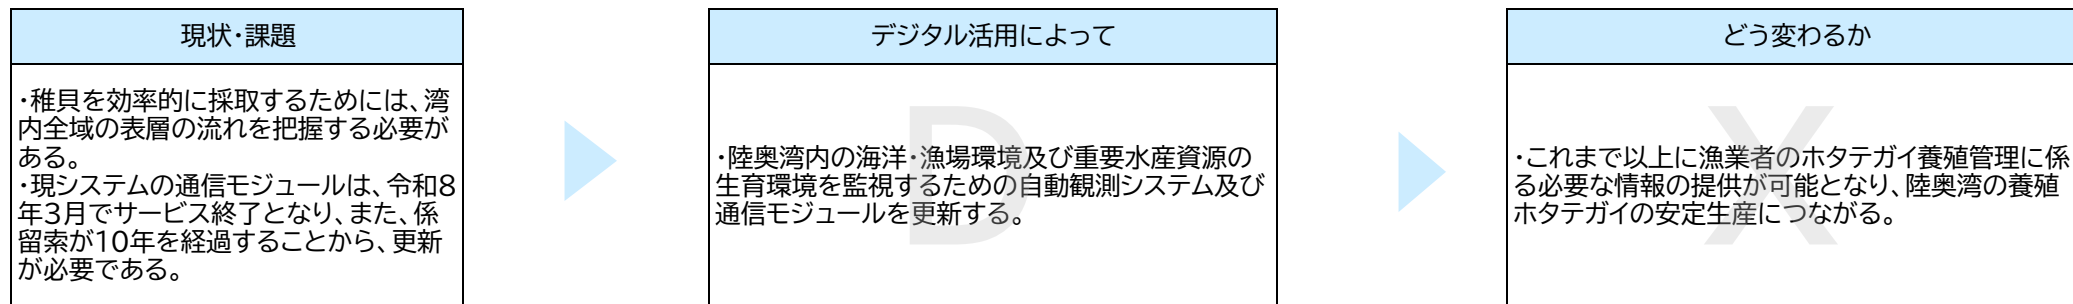 現状・課題
・稚貝を効率的に採取するためには、湾
内全域の表層の流れを把握する必要が
ある。
・現システムの通信モジュールは、令和8
年3月でサービス終了となり、また、係
留索が10年を経過することから、更新
が必要である。
デジタル活用によって
D
・陸奥湾内の海洋・漁場環境及び重要水産資源の
生育環境を監視するための自動観測システム及び
通信モジュールを更新する。
どう変わるか
X
・これまで以上に漁業者のホタテガイ養殖管理に係
る必要な情報の提供が可能となり、陸奥湾の養殖
ホタテガイの安定生産につながる。